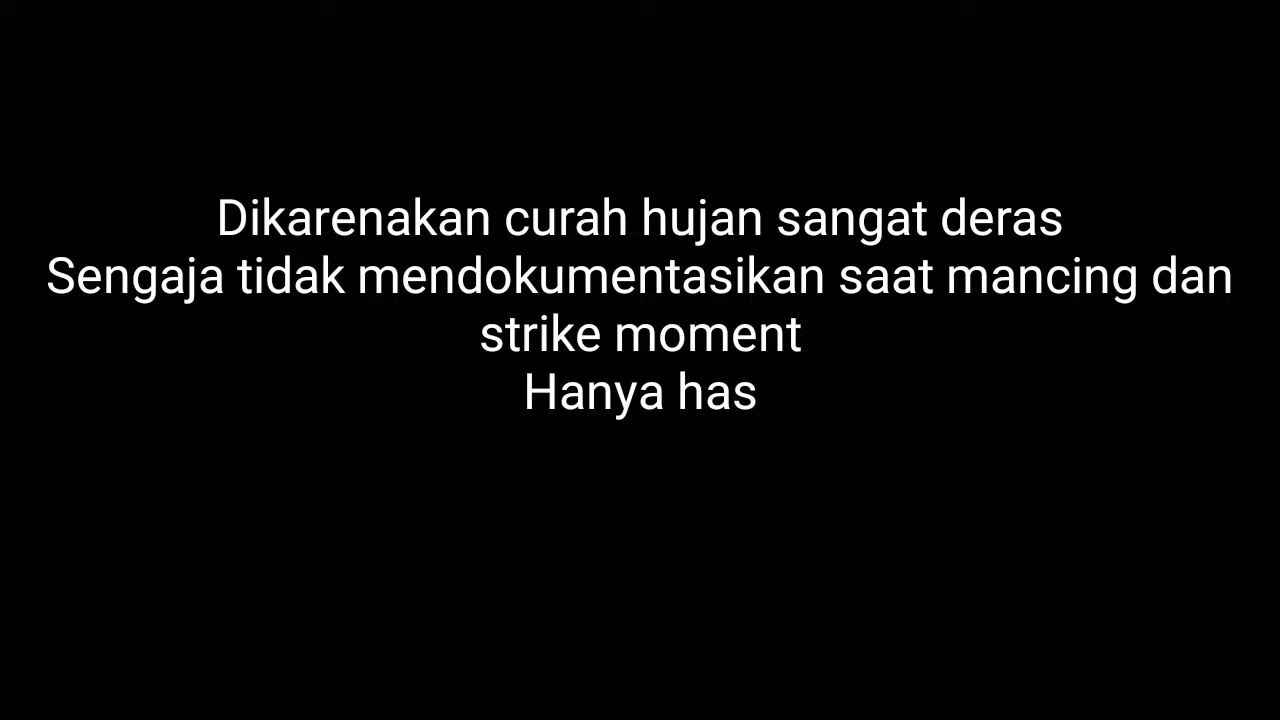 Dikarenakan curah hujan sangat deras
Sengaja tidak mendokumentasikan saat mancing dan
strike moment
Hanya has